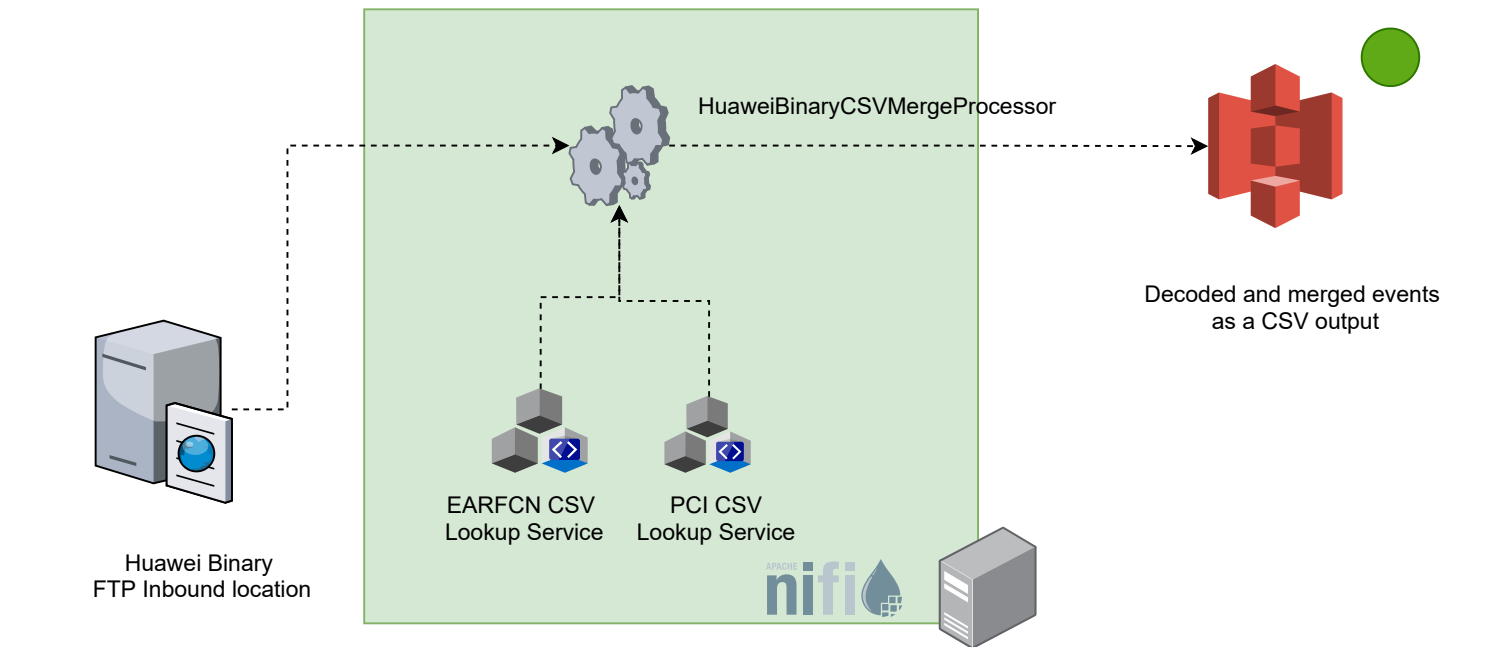 HuaweiBinaryCSVMergeProcessor
Decoded and merged events
as a CSV output
EARFCN CSV
Lookup Service
PCI CSV
Lookup Service
Huawei Binary
FTP Inbound location
APACHE
nifi